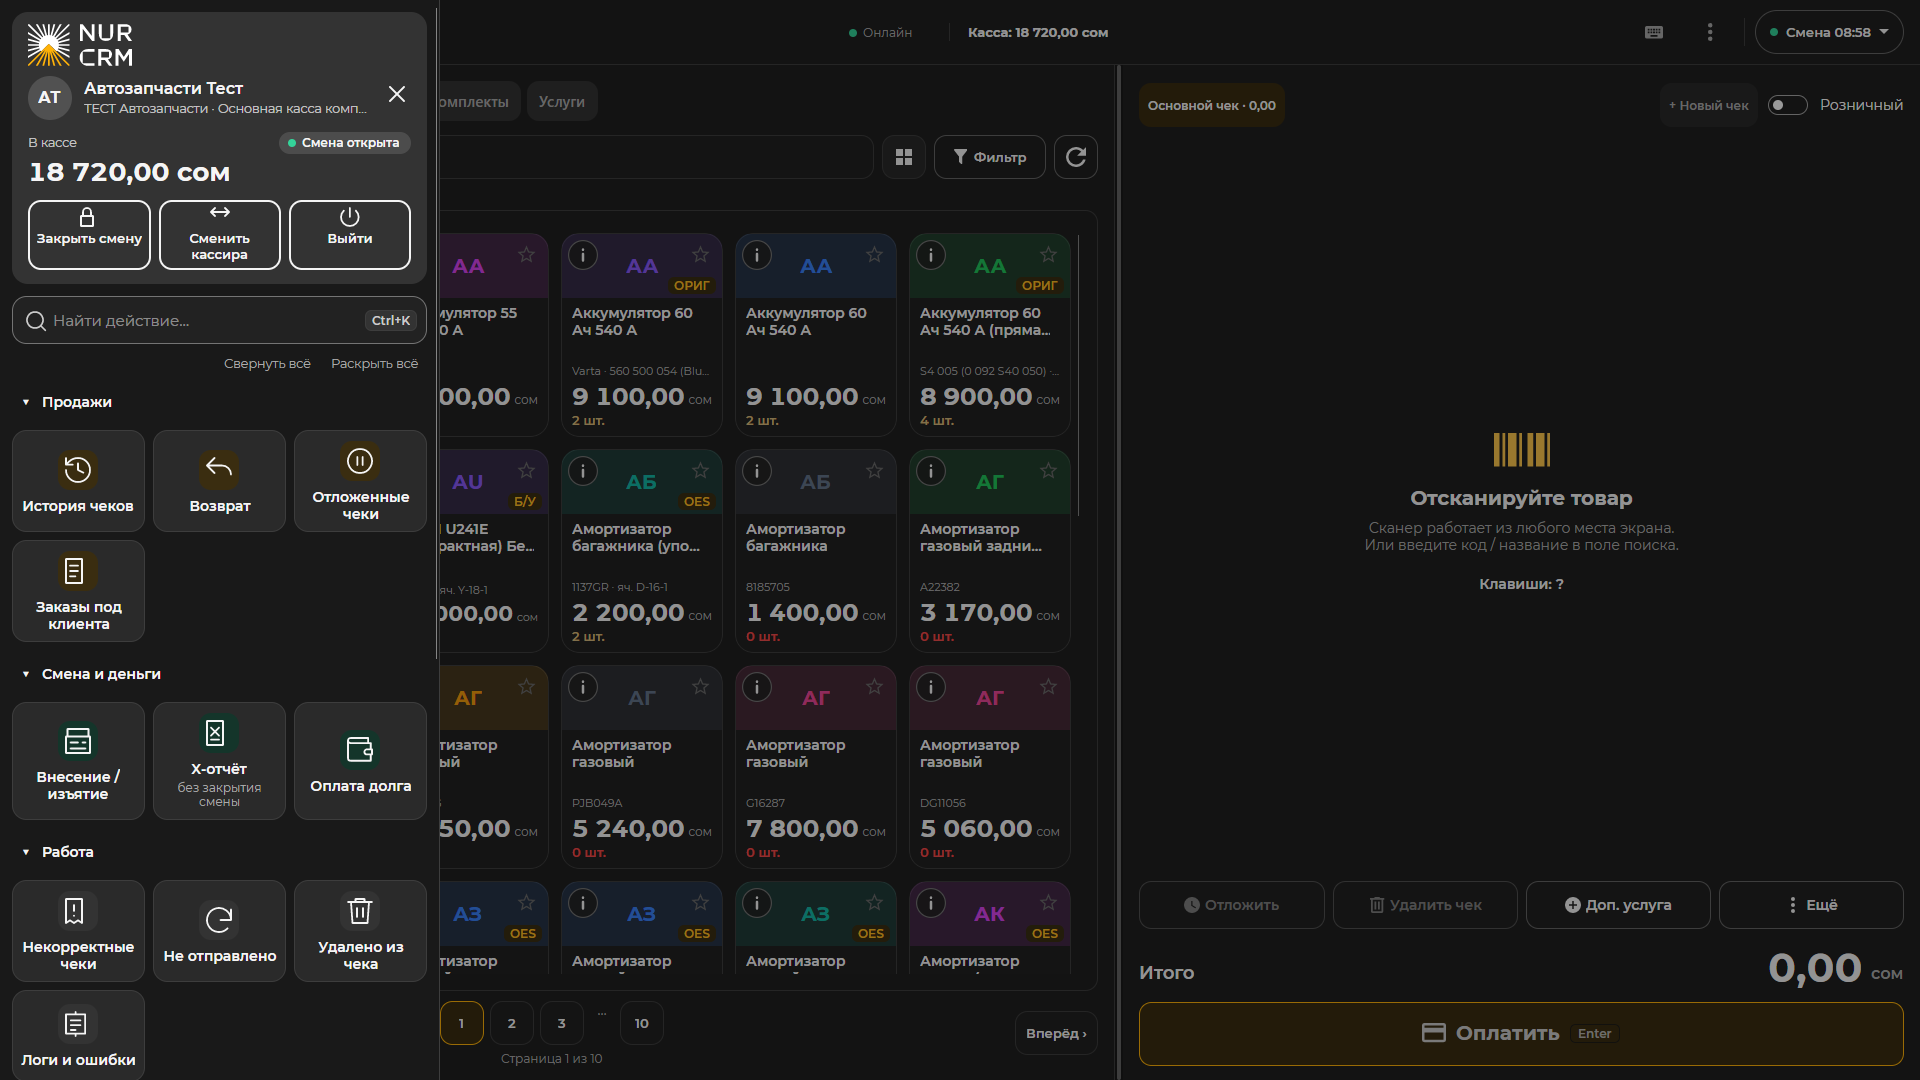 NUR
CRM
АТ
Автозапчасти Тест
ТЕСТ Автозапчасти · Основная касса комп...
В кассе
Смена открыта
18 720,00 сом
Закрыть смену
Сменить
кассира
Выйти
Найти действие...
Ctrl+K
Свернуть всё
Раскрыть всё
Продажи
История чеков
Возврат
Отложенные
чеки
Заказы под
клиента
Смена и деньги
Внесение /
изъятие
X-отчёт
без закрытия
смены
Оплата долга
Работа
Некорректные
чеки
Не отправлено
Удалено из
чека
Логи и ошибки
Онлайн
Касса: 18 720,00 сом
Смена 08:58
омплекты
Услуги
Фильтр
АА
мулятор 55
0 А
00,00 сом
АА
ОРИГ
Аккумулятор 60
Ач 540 А
Varta · 560 500 054 (Blu...
9 100,00 сом
2 шт.
АА
Аккумулятор 60
Ач 540 А
9 100,00 сом
2 шт.
АА
ОРИГ
Аккумулятор 60
Ач 540 А (пряма...
S4 005 (0 092 S40 050) ·...
8 900,00 сом
4 шт.
AU
Б/У
U241E
рактная) Бе...
яч. Y-18-1
000,00 сом
АБ
OES
Амортизатор
багажника (упо...
1137GR · яч. D-16-1
2 200,00 сом
2 шт.
АБ
Амортизатор
багажника
8185705
1 400,00 сом
0 шт.
АГ
Амортизатор
газовый задни...
A22382
3 170,00 сом
0 шт.
АГ
тизатор
ый
50,00 сом
АГ
Амортизатор
газовый
PJB049A
5 240,00 сом
0 шт.
АГ
Амортизатор
газовый
G16287
7 800,00 сом
0 шт.
АГ
Амортизатор
газовый
DG11056
5 060,00 сом
0 шт.
АЗ
OES
тизатор
АЗ
OES
Амортизатор
АЗ
OES
Амортизатор
АК
OES
Амортизатор
1
2
3
...
10
Страница 1 из 10
Вперёд ›
Основной чек · 0,00
+ Новый чек
Розничный
Отсканируйте товар
Сканер работает из любого места экрана.
Или введите код / название в поле поиска.
Клавиши: ?
Отложить
Удалить чек
Доп. услуга
Ещё
Итого
0,00 сом
Оплатить
Enter